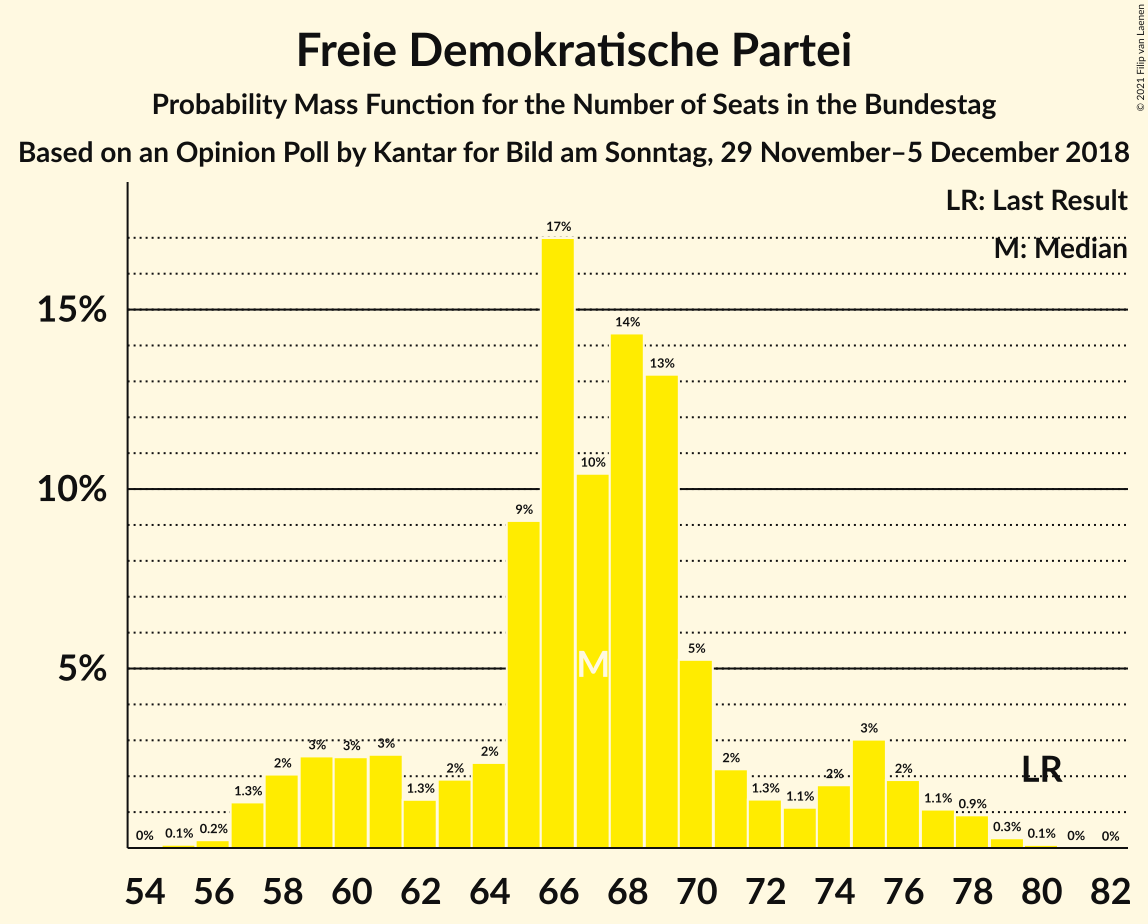 Freie Demokratische Partei
Probability Mass Function for the Number of Seats in the Bundestag
Based on an Opinion Poll by Kantar for Bild am Sonntag, 29 November–5 December 2018
© 2021 Filip van Laenen
LR: Last Result
M: Median
15%
10%
5%
0% 0.1% 0.2% 1.3% 2% 3% 3% 3% 1.3% 2% 2% 9% 17% 10% 14% 13% 5% 2% 1.3% 1.1% 2% 3% 2% 1.1% 0.9% 0.3% 0.1% 0% 0%
M
LR
54 56 58 60 62 64 66 68 70 72 74 76 78 80 82